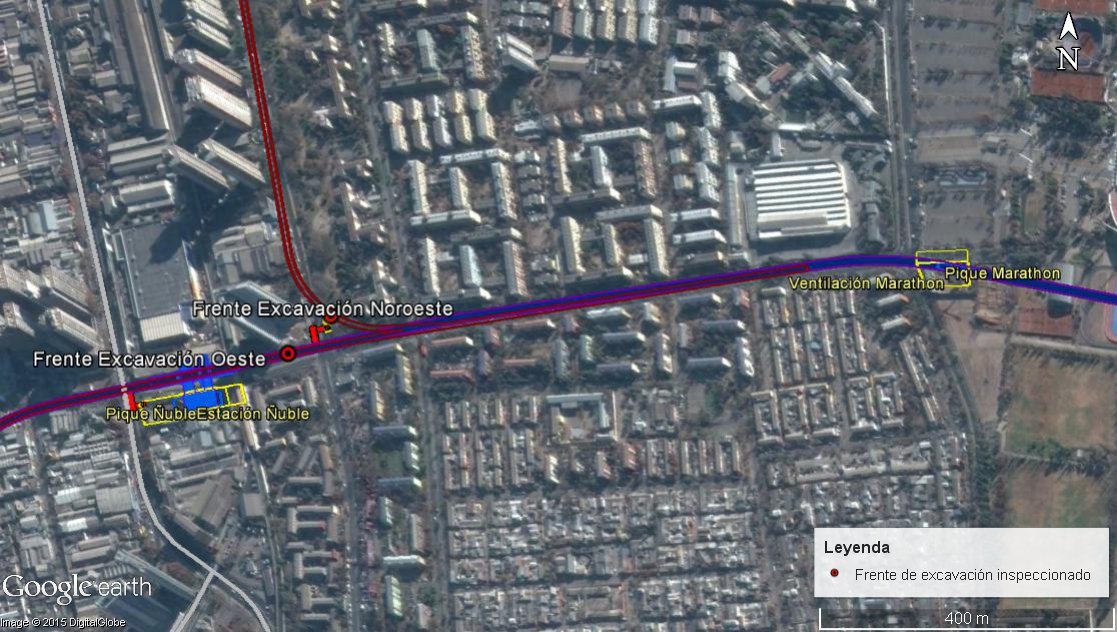 N
Frente Excavación Noroeste
Ventilación Marathon
Pique Marathon
Frente Excavación Oeste
Pique Ñuble
Estación Ñuble
Leyenda
Frente de excavación inspeccionado
Google earth
400 m
Image © 2015 DigitalGlobe